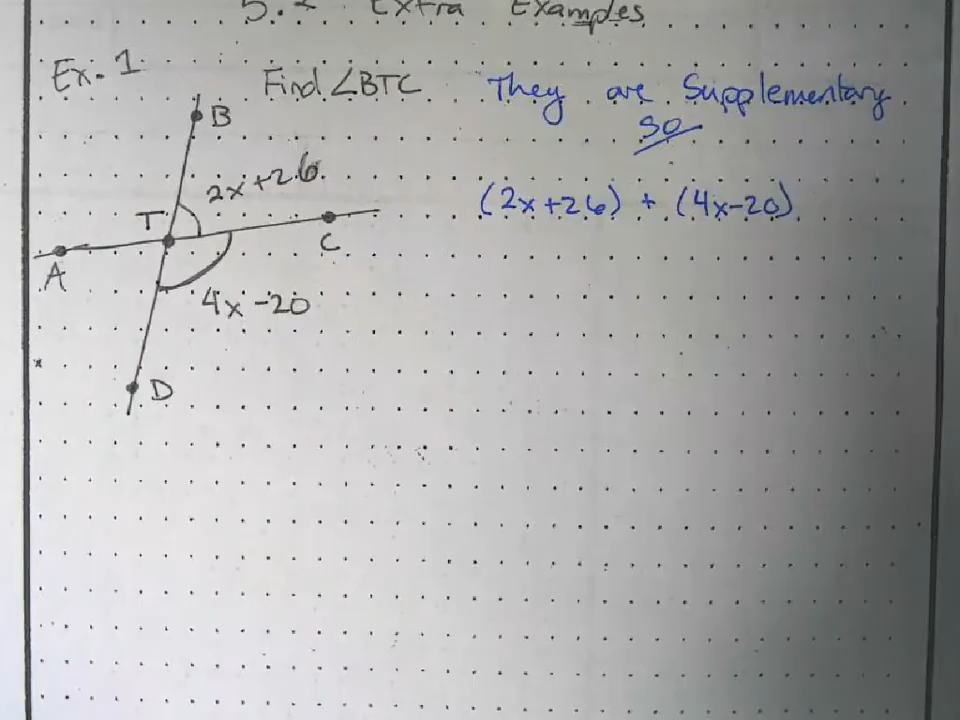 Extra Examples
Ex. 1
Find ∠BTC
They are Supplementary
so
B
2x+26
(2x+26) + (4x-20)
T
C
A
4x-20
D